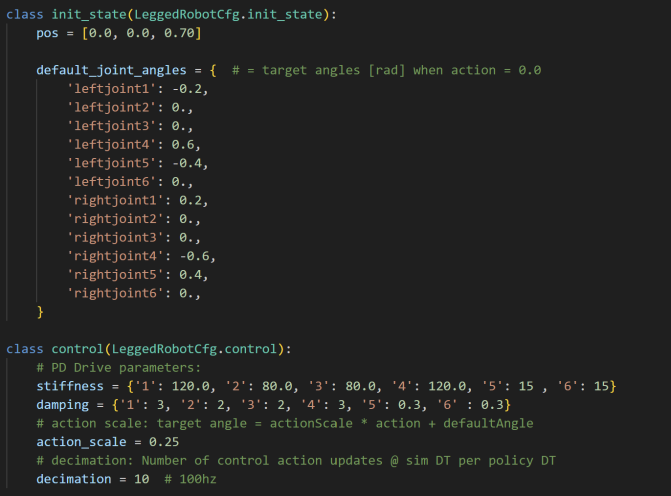 class init_state(LeggedRobotCfg.init_state):
    pos = [0.0, 0.0, 0.70]

    default_joint_angles = {  # = target angles [rad] when action = 0.0
        'leftjoint1': -0.2,
        'leftjoint2': 0.,
        'leftjoint3': 0.,
        'leftjoint4': 0.6,
        'leftjoint5': -0.4,
        'leftjoint6': 0.,
        'rightjoint1': 0.2,
        'rightjoint2': 0.,
        'rightjoint3': 0.,
        'rightjoint4': -0.6,
        'rightjoint5': 0.4,
        'rightjoint6': 0.,
    }

class control(LeggedRobotCfg.control):
    # PD Drive parameters:
    stiffness = {'1': 120.0, '2': 80.0, '3': 80.0, '4': 120.0, '5': 15 , '6': 15}
    damping = {'1': 3, '2': 2, '3': 2, '4': 3, '5': 0.3, '6' : 0.3}
    # action scale: target angle = actionScale * action + defaultAngle
    action_scale = 0.25
    # decimation: Number of control action updates @ sim DT per policy DT
    decimation = 10  # 100hz